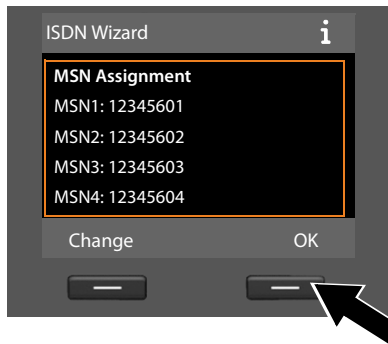 ISDN Wizard i
MSN Assignment
MSN1: 12345601
MSN2: 12345602
MSN3: 12345603
MSN4: 12345604
Change OK